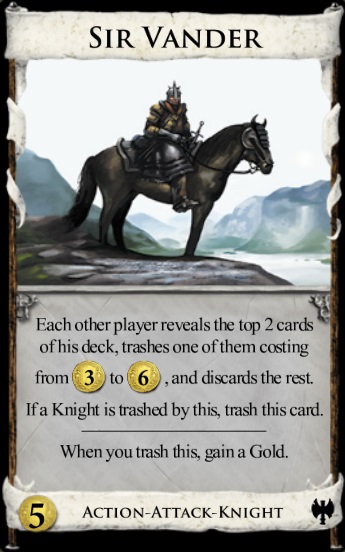 Sir Vander
Each other player reveals the top 2 cards
of his deck, trashes one of them costing
from 3 to 6, and discards the rest.
If a Knight is trashed by this, trash this card.
When you trash this, gain a Gold.
5 Action-Attack-Knight